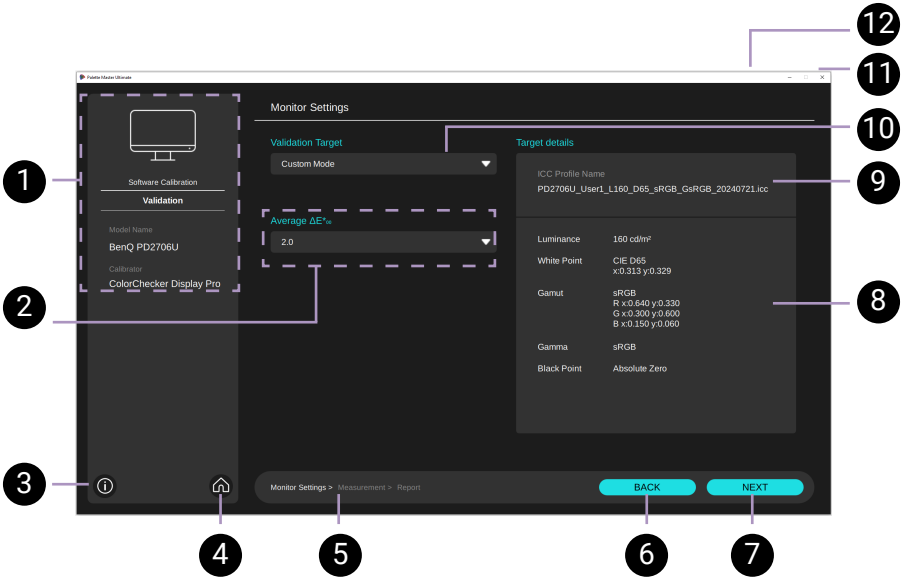 12
11
Palette Master Ultimate
Monitor Settings
10
Validation Target
Target details
Custom Mode
1
ICC Profile Name
9
Software Calibration
PD2706U_User1_L160_D65_sRGB_GsRGB_20240721.icc
Validation
Average ΔE*₀₀
Model Name
2.0
Luminance 160 cd/m²
BenQ PD2706U
White Point CIE D65
x:0.313 y:0.329
Calibrator
ColorChecker Display Pro
2
Gamut sRGB
R x:0.640 y:0.330
G x:0.300 y:0.600
B x:0.150 y:0.060
8
Gamma sRGB
Black Point Absolute Zero
3
Monitor Settings > Measurement > Report
BACK
NEXT
4
5
6
7